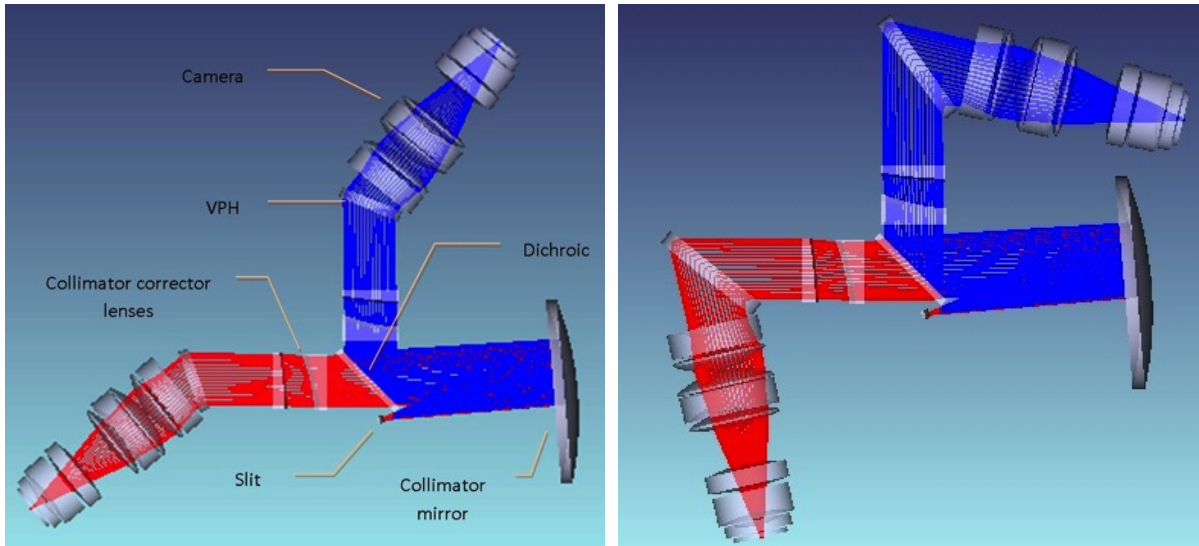 Camera
VPH
Dichroic
Collimator corrector
lenses
Slit
Collimator
mirror